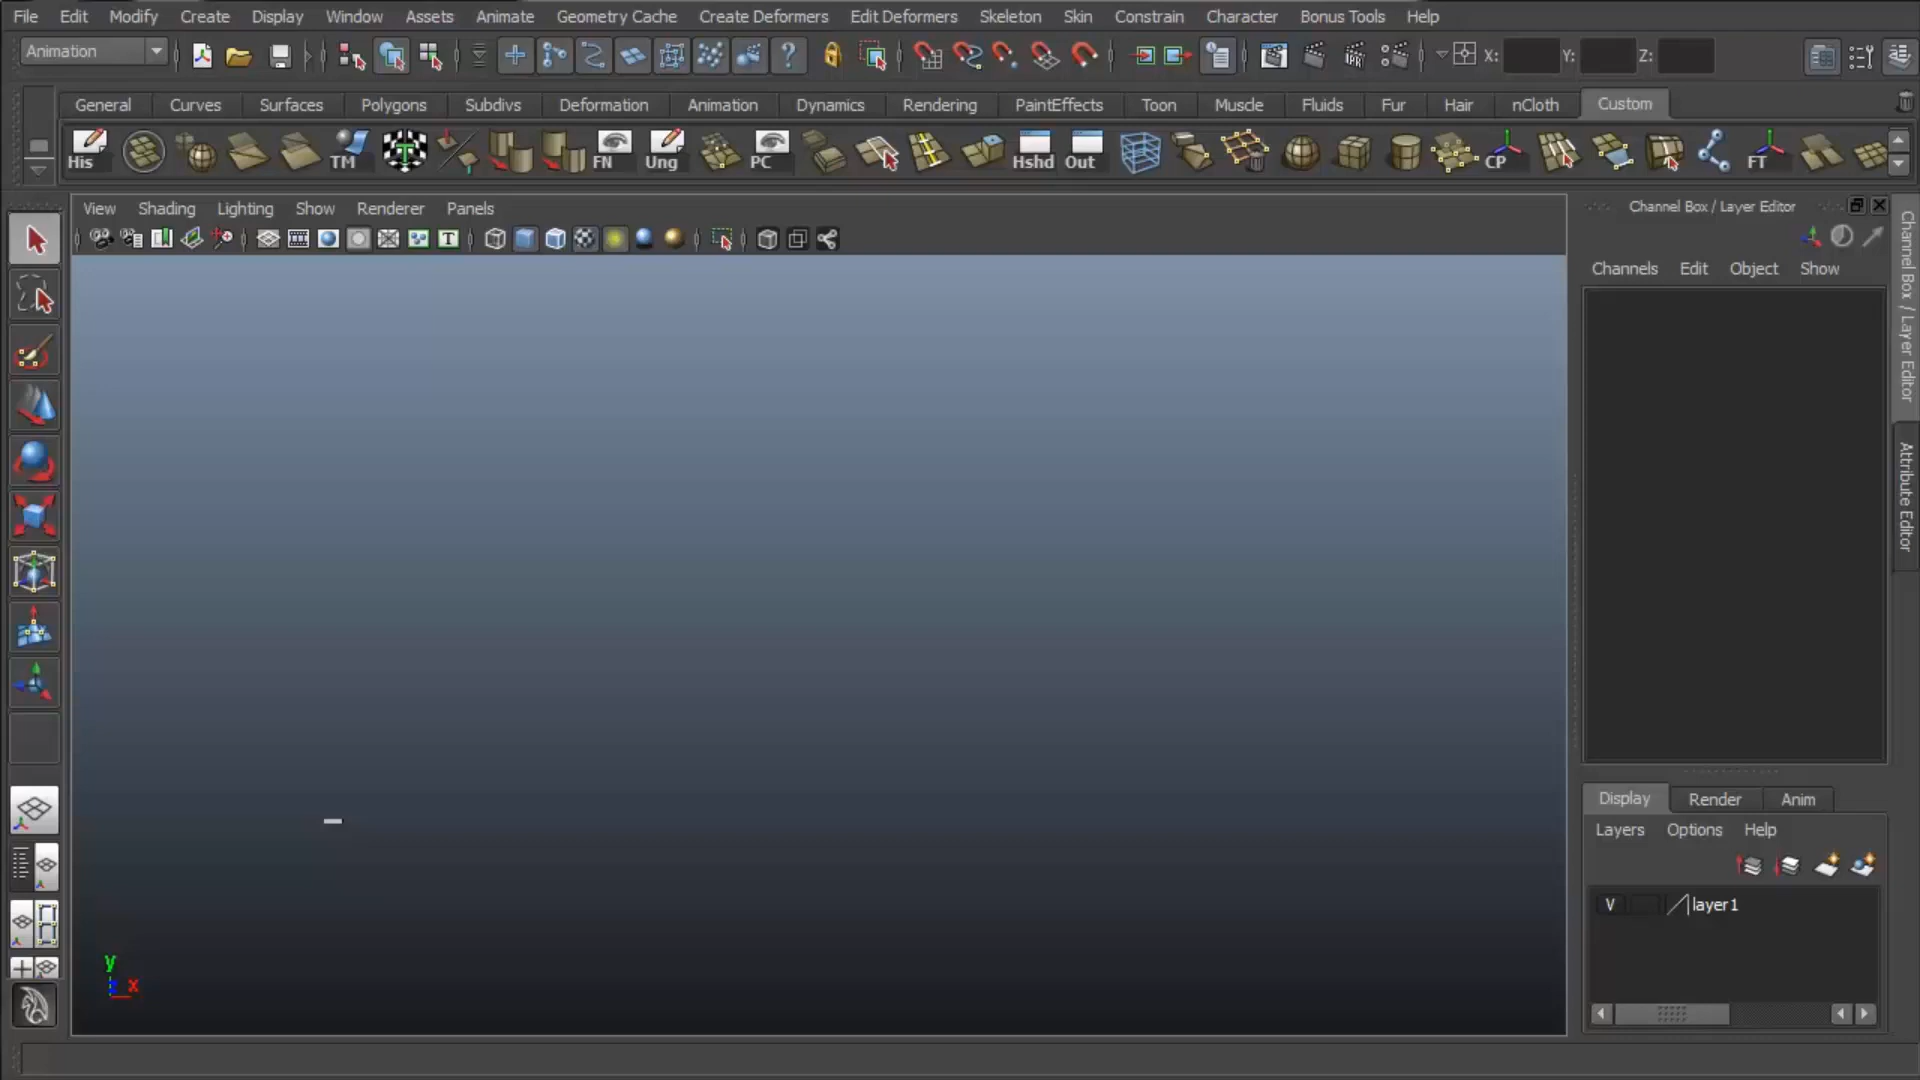 File Edit Modify Create Display Window Assets Animate Geometry Cache Create Deformers Edit Deformers Skeleton Skin Constrain Character Bonus Tools Help
Animation X: Y: Z:
General Curves Surfaces Polygons Subdivs Deformation Animation Dynamics Rendering PaintEffects Toon Muscle Fluids Fur Hair nCloth Custom
His TM FN Ung PC Hshd Out CP FT
View Shading Lighting Show Renderer Panels
Channel Box / Layer Editor
Channels Edit Object Show
Channel Box / Layer Editor
Attribute Editor
Display Render Anim
Layers Options Help
V layer1
y
x